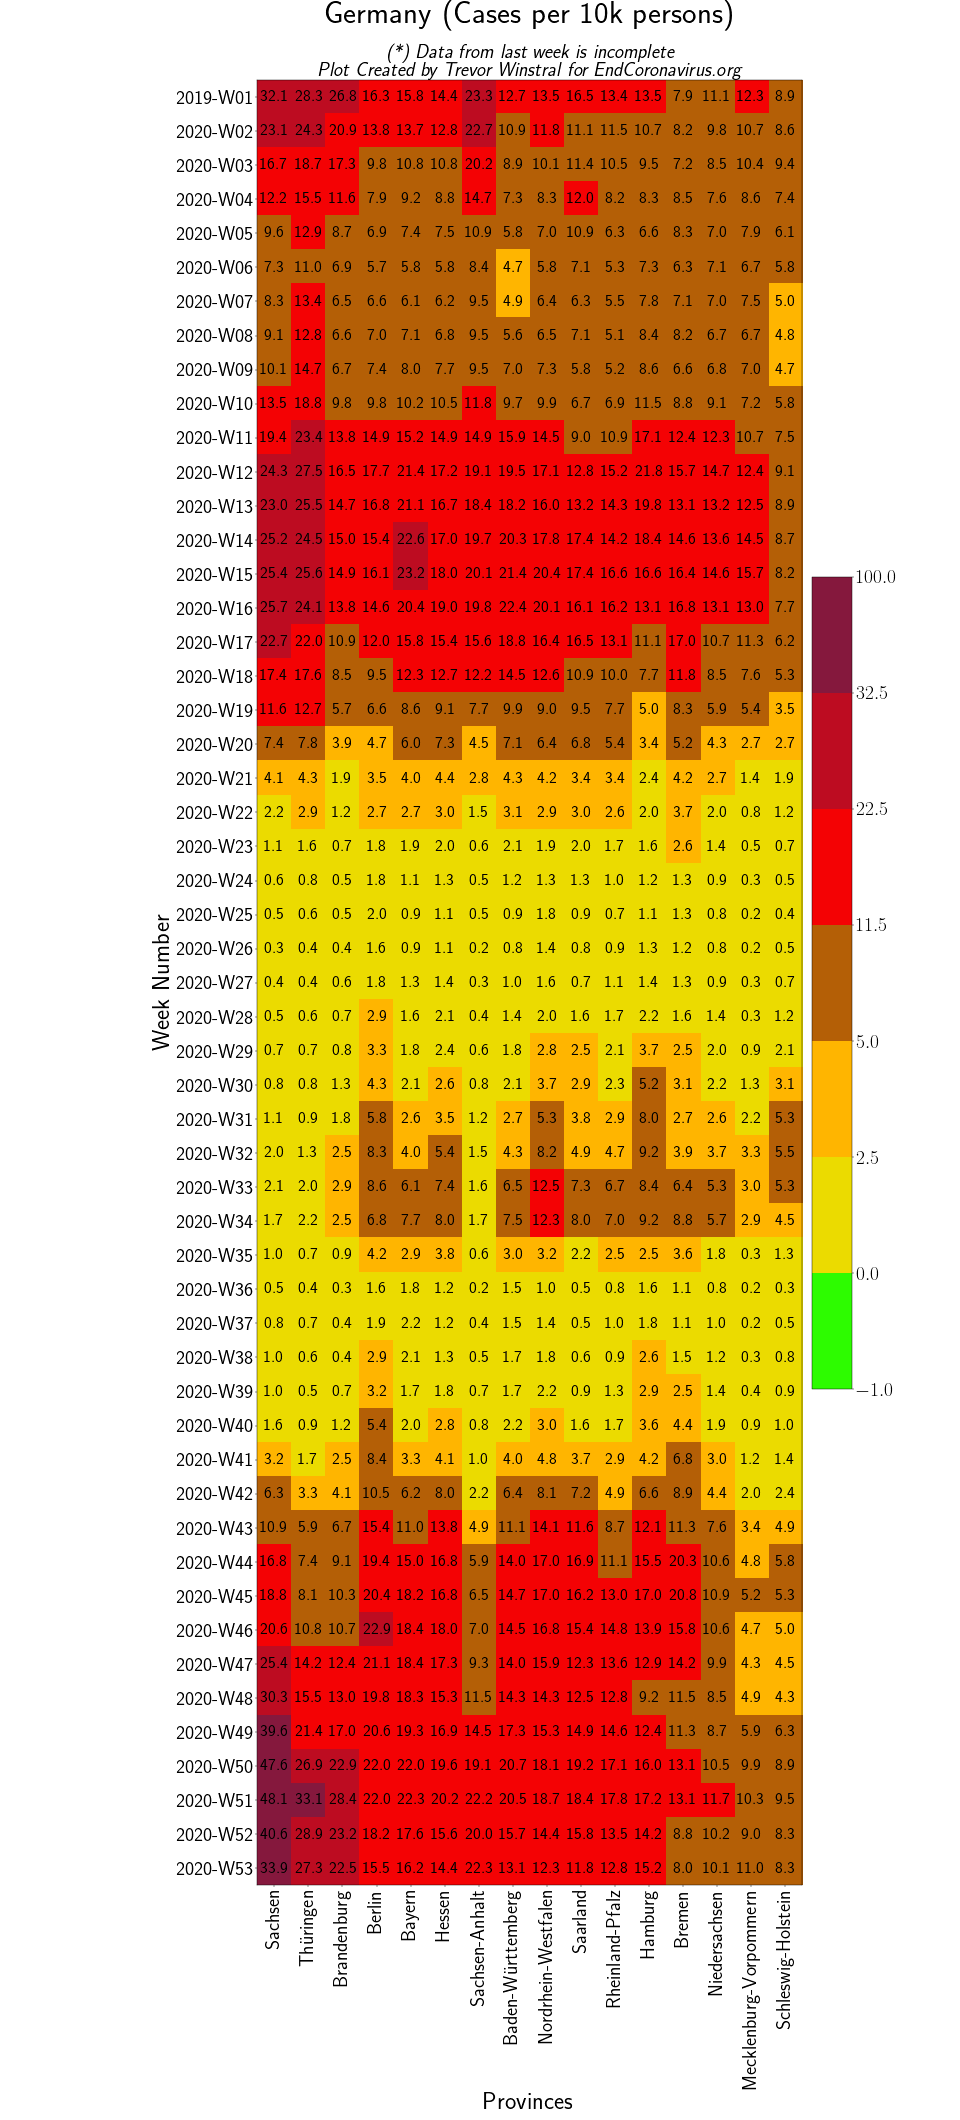 Germany (Cases per 10k persons)
(*) Data from last week is incomplete
Plot Created by Trevor Winstral for EndCoronavirus.org
2019-W01 32.1 28.3 26.8 16.3 15.8 14.4 23.3 12.7 13.5 16.5 13.4 13.5 7.9 11.1 12.3 8.9
2020-W02 23.1 24.3 20.9 13.8 13.7 12.8 22.7 10.9 11.8 11.1 11.5 10.7 8.2 9.8 10.7 8.6
2020-W03 16.7 18.7 17.3 9.8 10.8 10.8 20.2 8.9 10.1 11.4 10.5 9.5 7.2 8.5 10.4 9.4
2020-W04 12.2 15.5 11.6 7.9 9.2 8.8 14.7 7.3 8.3 12.0 8.2 8.3 8.5 7.6 8.6 7.4
2020-W05 9.6 12.9 8.7 6.9 7.4 7.5 10.9 5.8 7.0 10.9 6.3 6.6 8.3 7.0 7.9 6.1
2020-W06 7.3 11.0 6.9 5.7 5.8 5.8 8.4 4.7 5.8 7.1 5.3 7.3 6.3 7.1 6.7 5.8
2020-W07 8.3 13.4 6.5 6.6 6.1 6.2 9.5 4.9 6.4 6.3 5.5 7.8 7.1 7.0 7.5 5.0
2020-W08 9.1 12.8 6.6 7.0 7.1 6.8 9.5 5.6 6.5 7.1 5.1 8.4 8.2 6.7 6.7 4.8
2020-W09 10.1 14.7 6.7 7.4 8.0 7.7 9.5 7.0 7.3 5.8 5.2 8.6 6.6 6.8 7.0 4.7
2020-W10 13.5 18.8 9.8 9.8 10.2 10.5 11.8 9.7 9.9 6.7 6.9 11.5 8.8 9.1 7.2 5.8
2020-W11 19.4 23.4 13.8 14.9 15.2 14.9 14.9 15.9 14.5 9.0 10.9 17.1 12.4 12.3 10.7 7.5
2020-W12 24.3 27.5 16.5 17.7 21.4 17.2 19.1 19.5 17.1 12.8 15.2 21.8 15.7 14.7 12.4 9.1
2020-W13 23.0 25.5 14.7 16.8 21.1 16.7 18.4 18.2 16.0 13.2 14.3 19.8 13.1 13.2 12.5 8.9
2020-W14 25.2 24.5 15.0 15.4 22.6 17.0 19.7 20.3 17.8 17.4 14.2 18.4 14.6 13.6 14.5 8.7
2020-W15 25.4 25.6 14.9 16.1 23.2 18.0 20.1 21.4 20.4 17.4 16.6 16.6 16.4 14.6 15.7 8.2
2020-W16 25.7 24.1 13.8 14.6 20.4 19.0 19.8 22.4 20.1 16.1 16.2 13.1 16.8 13.1 13.0 7.7
2020-W17 22.7 22.0 10.9 12.0 15.8 15.4 15.6 18.8 16.4 16.5 13.1 11.1 17.0 10.7 11.3 6.2
2020-W18 17.4 17.6 8.5 9.5 12.3 12.7 12.2 14.5 12.6 10.9 10.0 7.7 11.8 8.5 7.6 5.3
2020-W19 11.6 12.7 5.7 6.6 8.6 9.1 7.7 9.9 9.0 9.5 7.7 5.0 8.3 5.9 5.4 3.5
2020-W20 7.4 7.8 3.9 4.7 6.0 7.3 4.5 7.1 6.4 6.8 5.4 3.4 5.2 4.3 2.7 2.7
2020-W21 4.1 4.3 1.9 3.5 4.0 4.4 2.8 4.3 4.2 3.4 3.4 2.4 4.2 2.7 1.4 1.9
2020-W22 2.2 2.9 1.2 2.7 2.7 3.0 1.5 3.1 2.9 3.0 2.6 2.0 3.7 2.0 0.8 1.2
2020-W23 1.1 1.6 0.7 1.8 1.9 2.0 0.6 2.1 1.9 2.0 1.7 1.6 2.6 1.4 0.5 0.7
2020-W24 0.6 0.8 0.5 1.8 1.1 1.3 0.5 1.2 1.3 1.3 1.0 1.2 1.3 0.9 0.3 0.5
2020-W25 0.5 0.6 0.5 2.0 0.9 1.1 0.5 0.9 1.8 0.9 0.7 1.1 1.3 0.8 0.2 0.4
2020-W26 0.3 0.4 0.4 1.6 0.9 1.1 0.2 0.8 1.4 0.8 0.9 1.3 1.2 0.8 0.2 0.5
2020-W27 0.4 0.4 0.6 1.8 1.3 1.4 0.3 1.0 1.6 0.7 1.1 1.4 1.3 0.9 0.3 0.7
2020-W28 0.5 0.6 0.7 2.9 1.6 2.1 0.4 1.4 2.0 1.6 1.7 2.2 1.6 1.4 0.3 1.2
2020-W29 0.7 0.7 0.8 3.3 1.8 2.4 0.6 1.8 2.8 2.5 2.1 3.7 2.5 2.0 0.9 2.1
2020-W30 0.8 0.8 1.3 4.3 2.1 2.6 0.8 2.1 3.7 2.9 2.3 5.2 3.1 2.2 1.3 3.1
2020-W31 1.1 0.9 1.8 5.8 2.6 3.5 1.2 2.7 5.3 3.8 2.9 8.0 2.7 2.6 2.2 5.3
2020-W32 2.0 1.3 2.5 8.3 4.0 5.4 1.5 4.3 8.2 4.9 4.7 9.2 3.9 3.7 3.3 5.5
2020-W33 2.1 2.0 2.9 8.6 6.1 7.4 1.6 6.5 12.5 7.3 6.7 8.4 6.4 5.3 3.0 5.3
2020-W34 1.7 2.2 2.5 6.8 7.7 8.0 1.7 7.5 12.3 8.0 7.0 9.2 8.8 5.7 2.9 4.5
2020-W35 1.0 0.7 0.9 4.2 2.9 3.8 0.6 3.0 3.2 2.2 2.5 2.5 3.6 1.8 0.3 1.3
2020-W36 0.5 0.4 0.3 1.6 1.8 1.2 0.2 1.5 1.0 0.5 0.8 1.6 1.1 0.8 0.2 0.3
2020-W37 0.8 0.7 0.4 1.9 2.2 1.2 0.4 1.5 1.4 0.5 1.0 1.8 1.1 1.0 0.2 0.5
2020-W38 1.0 0.6 0.4 2.9 2.1 1.3 0.5 1.7 1.8 0.6 0.9 2.6 1.5 1.2 0.3 0.8
2020-W39 1.0 0.5 0.7 3.2 1.7 1.8 0.7 1.7 2.2 0.9 1.3 2.9 2.5 1.4 0.4 0.9
2020-W40 1.6 0.9 1.2 5.4 2.0 2.8 0.8 2.2 3.0 1.6 1.7 3.6 4.4 1.9 0.9 1.0
2020-W41 3.2 1.7 2.5 8.4 3.3 4.1 1.0 4.0 4.8 3.7 2.9 4.2 6.8 3.0 1.2 1.4
2020-W42 6.3 3.3 4.1 10.5 6.2 8.0 2.2 6.4 8.1 7.2 4.9 6.6 8.9 4.4 2.0 2.4
2020-W43 10.9 5.9 6.7 15.4 11.0 13.8 4.9 11.1 14.1 11.6 8.7 12.1 11.3 7.6 3.4 4.9
2020-W44 16.8 7.4 9.1 19.4 15.0 16.8 5.9 14.0 17.0 16.9 11.1 15.5 20.3 10.6 4.8 5.8
2020-W45 18.8 8.1 10.3 20.4 18.2 16.8 6.5 14.7 17.0 16.2 13.0 17.0 20.8 10.9 5.2 5.3
2020-W46 20.6 10.8 10.7 22.9 18.4 18.0 7.0 14.5 16.8 15.4 14.8 13.9 15.8 10.6 4.7 5.0
2020-W47 25.4 14.2 12.4 21.1 18.4 17.3 9.3 14.0 15.9 12.3 13.6 12.9 14.2 9.9 4.3 4.5
2020-W48 30.3 15.5 13.0 19.8 18.3 15.3 11.5 14.3 14.3 12.5 12.8 9.2 11.5 8.5 4.9 4.3
2020-W49 39.6 21.4 17.0 20.6 19.3 16.9 14.5 17.3 15.3 14.9 14.6 12.4 11.3 8.7 5.9 6.3
2020-W50 47.6 26.9 22.9 22.0 22.0 19.6 19.1 20.7 18.1 19.2 17.1 16.0 13.1 10.5 9.9 8.9
2020-W51 48.1 33.1 28.4 22.0 22.3 20.2 22.2 20.5 18.7 18.4 17.8 17.2 13.1 11.7 10.3 9.5
2020-W52 40.6 28.9 23.2 18.2 17.6 15.6 20.0 15.7 14.4 15.8 13.5 14.2 8.8 10.2 9.0 8.3
2020-W53 33.9 27.3 22.5 15.5 16.2 14.4 22.3 13.1 12.3 11.8 12.8 15.2 8.0 10.1 11.0 8.3
Week Number
Sachsen
Thüringen
Brandenburg
Berlin
Bayern
Hessen
Sachsen-Anhalt
Baden-Württemberg
Nordrhein-Westfalen
Saarland
Rheinland-Pfalz
Hamburg
Bremen
Niedersachsen
Mecklenburg-Vorpommern
Schleswig-Holstein
Provinces
100.0
32.5
22.5
11.5
5.0
2.5
0.0
−1.0